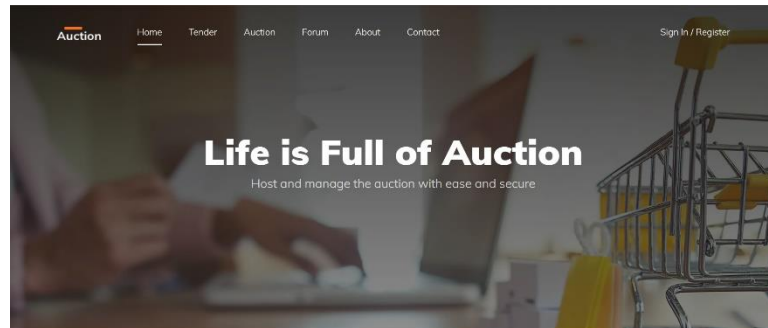 Auction
Home
Tender
Auction
Forum
About
Contact
Sign In / Register
Life is Full of Auction
Host and manage the auction with ease and secure